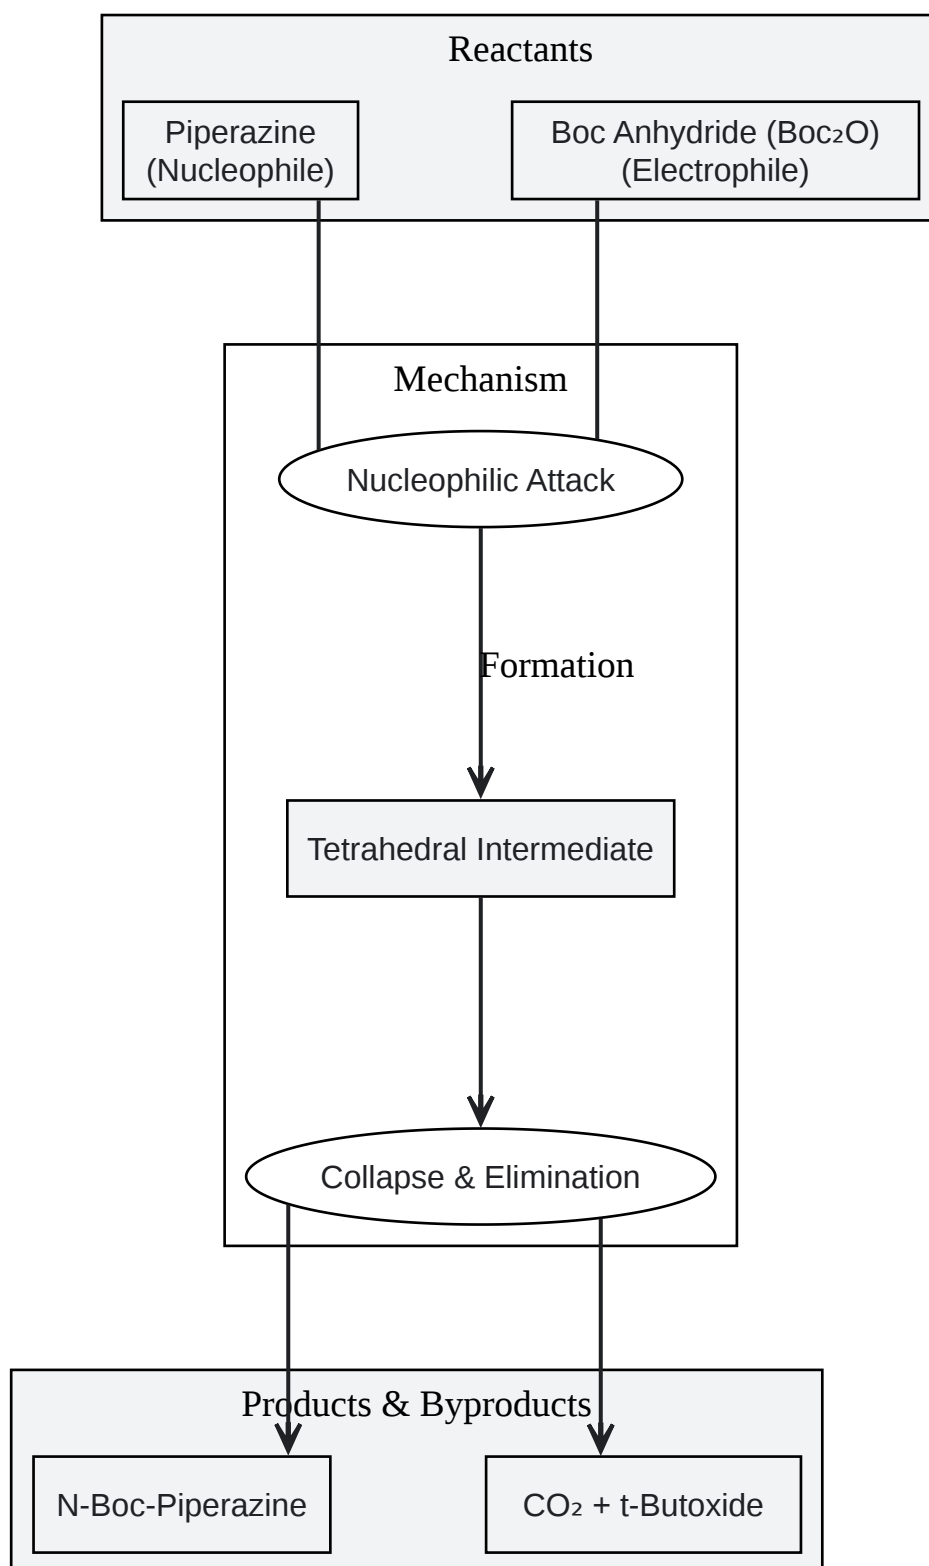 Reactants
Piperazine
(Nucleophile)
Boc Anhydride (Boc₂O)
(Electrophile)
Mechanism
Nucleophilic Attack
Formation
Tetrahedral Intermediate
Collapse & Elimination
Products & Byproducts
N-Boc-Piperazine
CO₂ + t-Butoxide